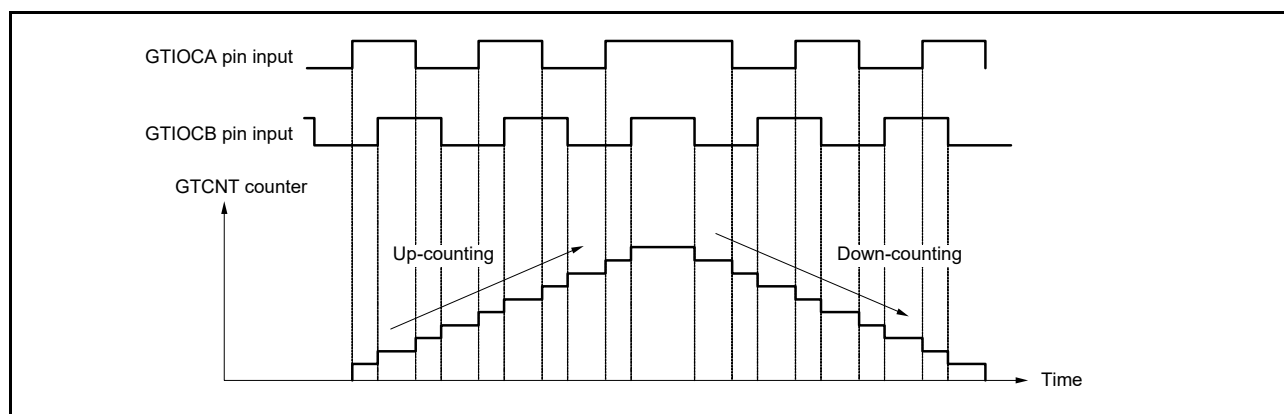 GTIOCA pin input
GTIOCB pin input
GTCNT counter
Up-counting
Down-counting
Time